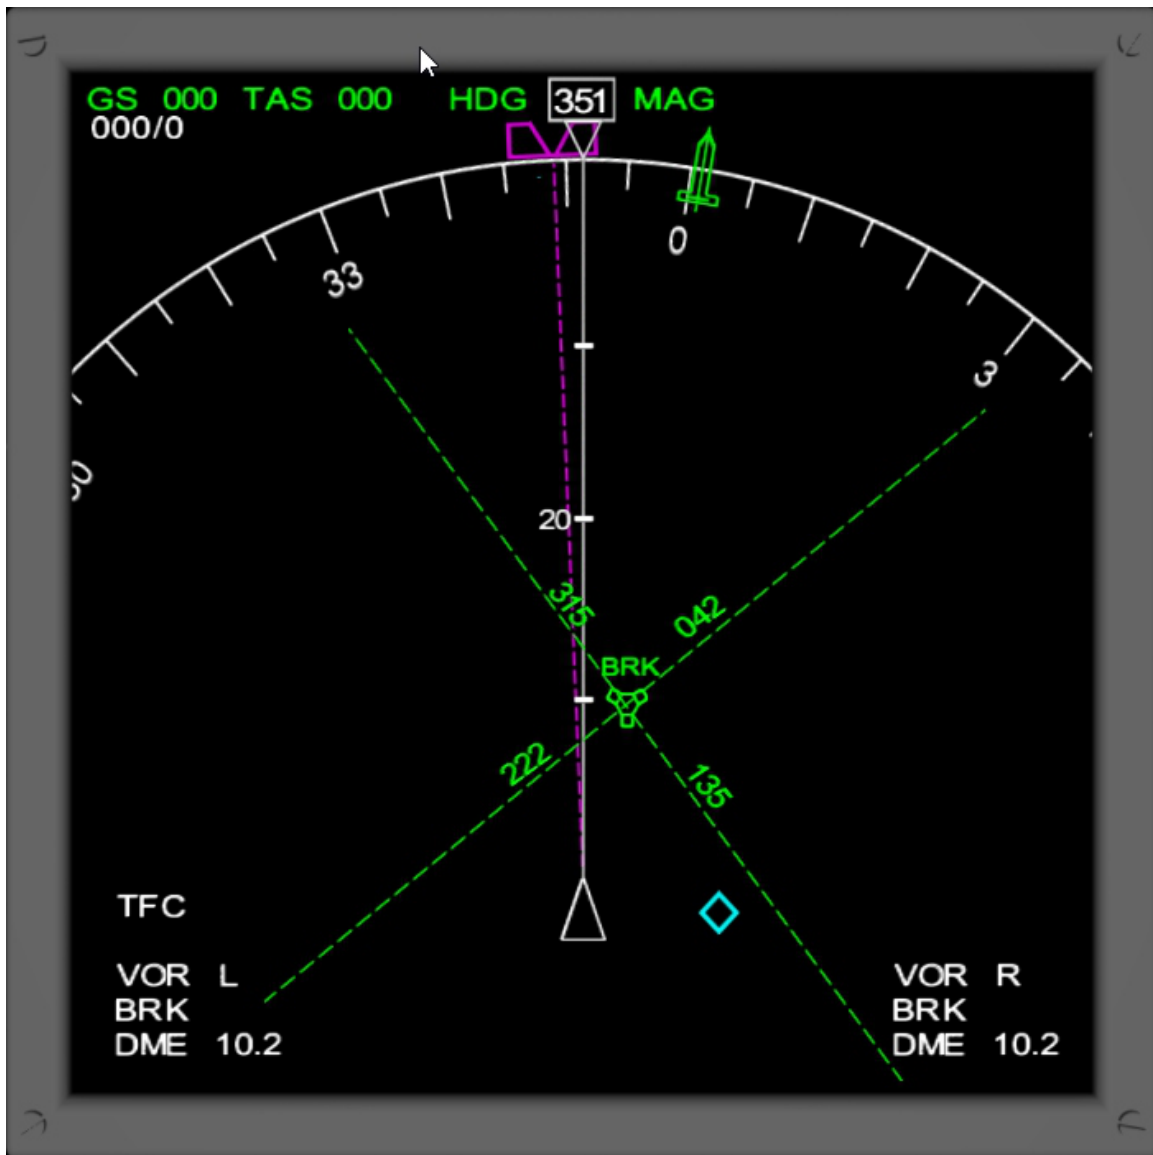 GS 000 TAS 000 HDG 351 MAG
000/0
0
33
3
20
315
042
BRK
222
135
TFC
VOR L
BRK
DME 10.2
VOR R
BRK
DME 10.2